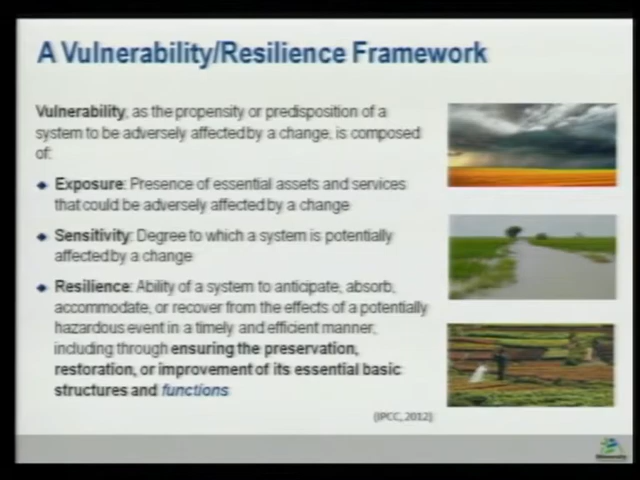 A Vulnerability/Resilience Framework
Vulnerability, as the propensity or predisposition of a
system to be adversely affected by a change, is composed
of:
Exposure: Presence of essential assets and services
that could be adversely affected by a change
Sensitivity: Degree to which a system is potentially
affected by a change
Resilience: Ability of a system to anticipate, absorb,
accommodate, or recover from the effects of a potentially
hazardous event in a timely and efficient manner,
including through ensuring the preservation,
restoration, or improvement of its essential basic
structures and functions
(IPCC, 2012)